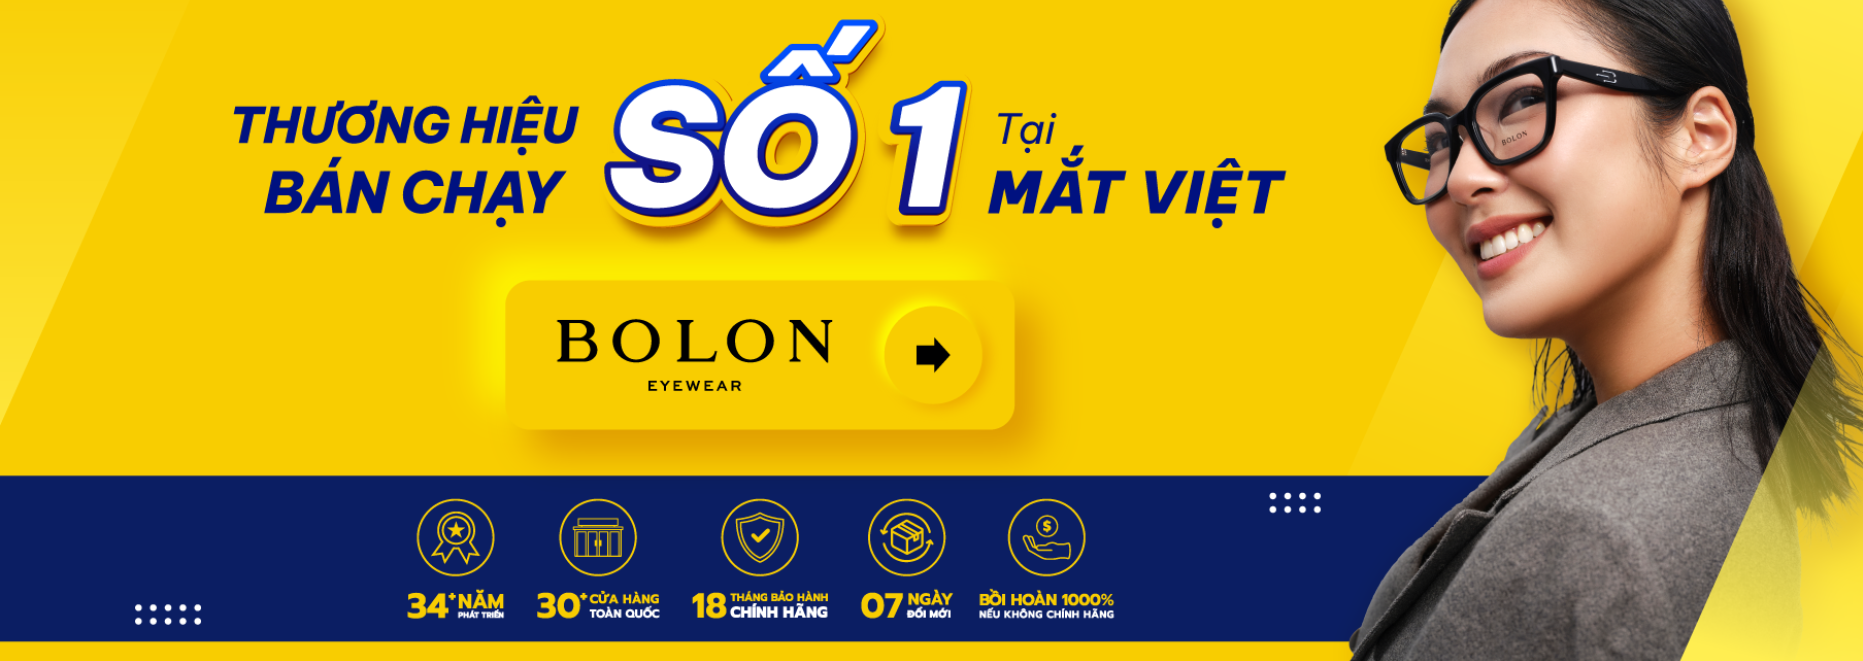 THƯƠNG HIỆU
BÁN CHẠY
SỐ 1
Tại
MẮT VIỆT
BOLON
EYEWEAR
BOLON
34+ NĂM
PHÁT TRIỂN
30+ CỬA HÀNG
TOÀN QUỐC
18 THÁNG BẢO HÀNH
CHÍNH HÃNG
07 NGÀY
ĐỔI MỚI
BỒI HOÀN 1000%
NẾU KHÔNG CHÍNH HÃNG